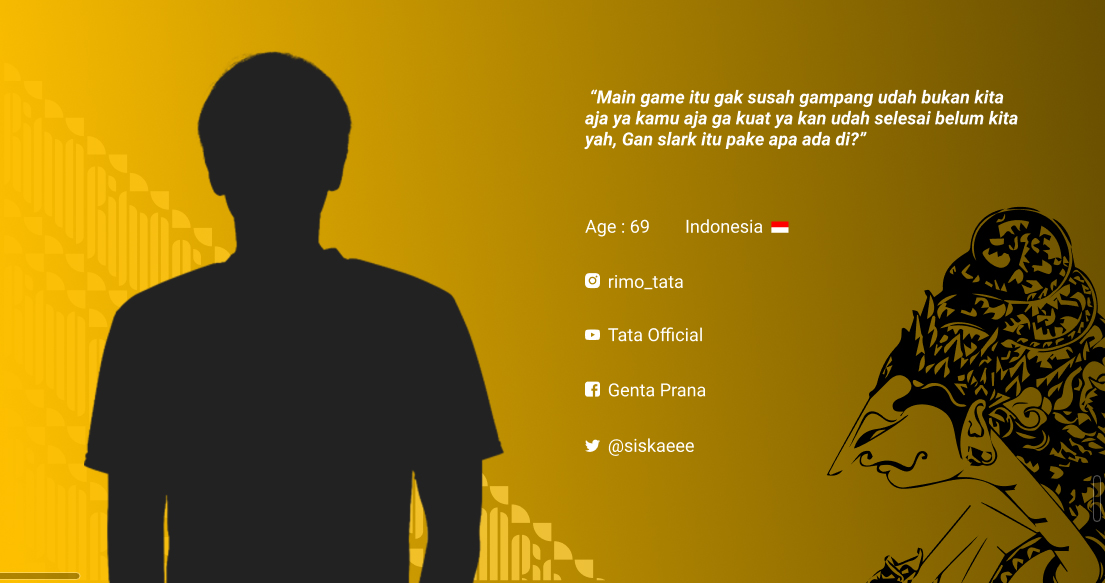 “Main game itu gak susah gampang udah bukan kita
aja ya kamu aja ga kuat ya kan udah selesai belum kita
yah, Gan slark itu pake apa ada di?”
Age : 69 Indonesia
rimo_tata
Tata Official
Genta Prana
@siskaeee